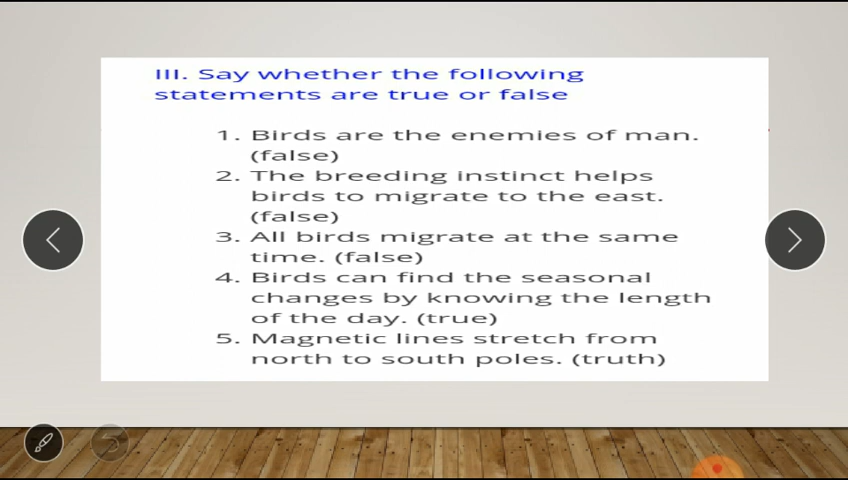 III. Say whether the following
statements are true or false
1. Birds are the enemies of man.
(false)
2. The breeding instinct helps
birds to migrate to the east.
(false)
3. All birds migrate at the same
time. (false)
4. Birds can find the seasonal
changes by knowing the length
of the day. (true)
5. Magnetic lines stretch from
north to south poles. (truth)